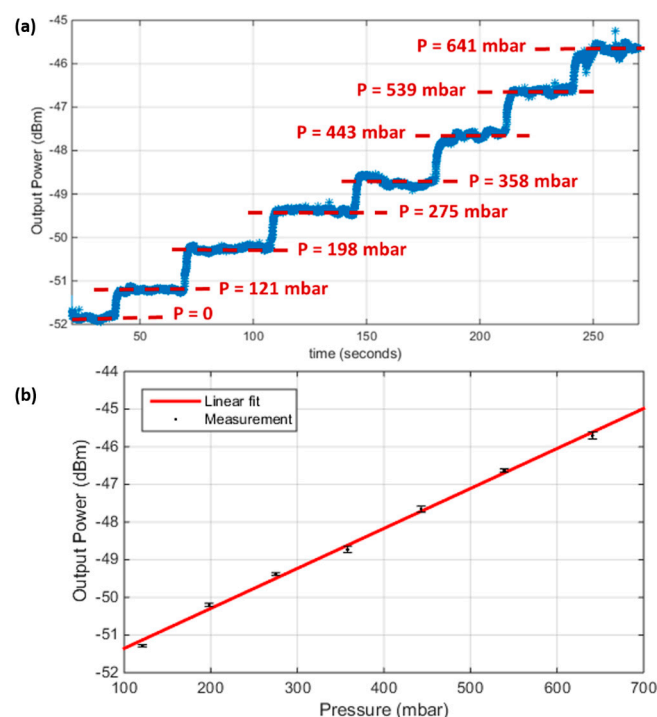 (a)
-45
-46
-47
-48
-49
-50
-51
-52
Output Power (dBm)
P = 641 mbar
P = 539 mbar
P = 443 mbar
P = 358 mbar
P = 275 mbar
P = 198 mbar
P = 121 mbar
P = 0
50 100 150 200 250
time (seconds)
(b)
-44
-45
-46
-47
-48
-49
-50
-51
-52
Output Power (dBm)
Linear fit
Measurement
100 200 300 400 500 600 700
Pressure (mbar)